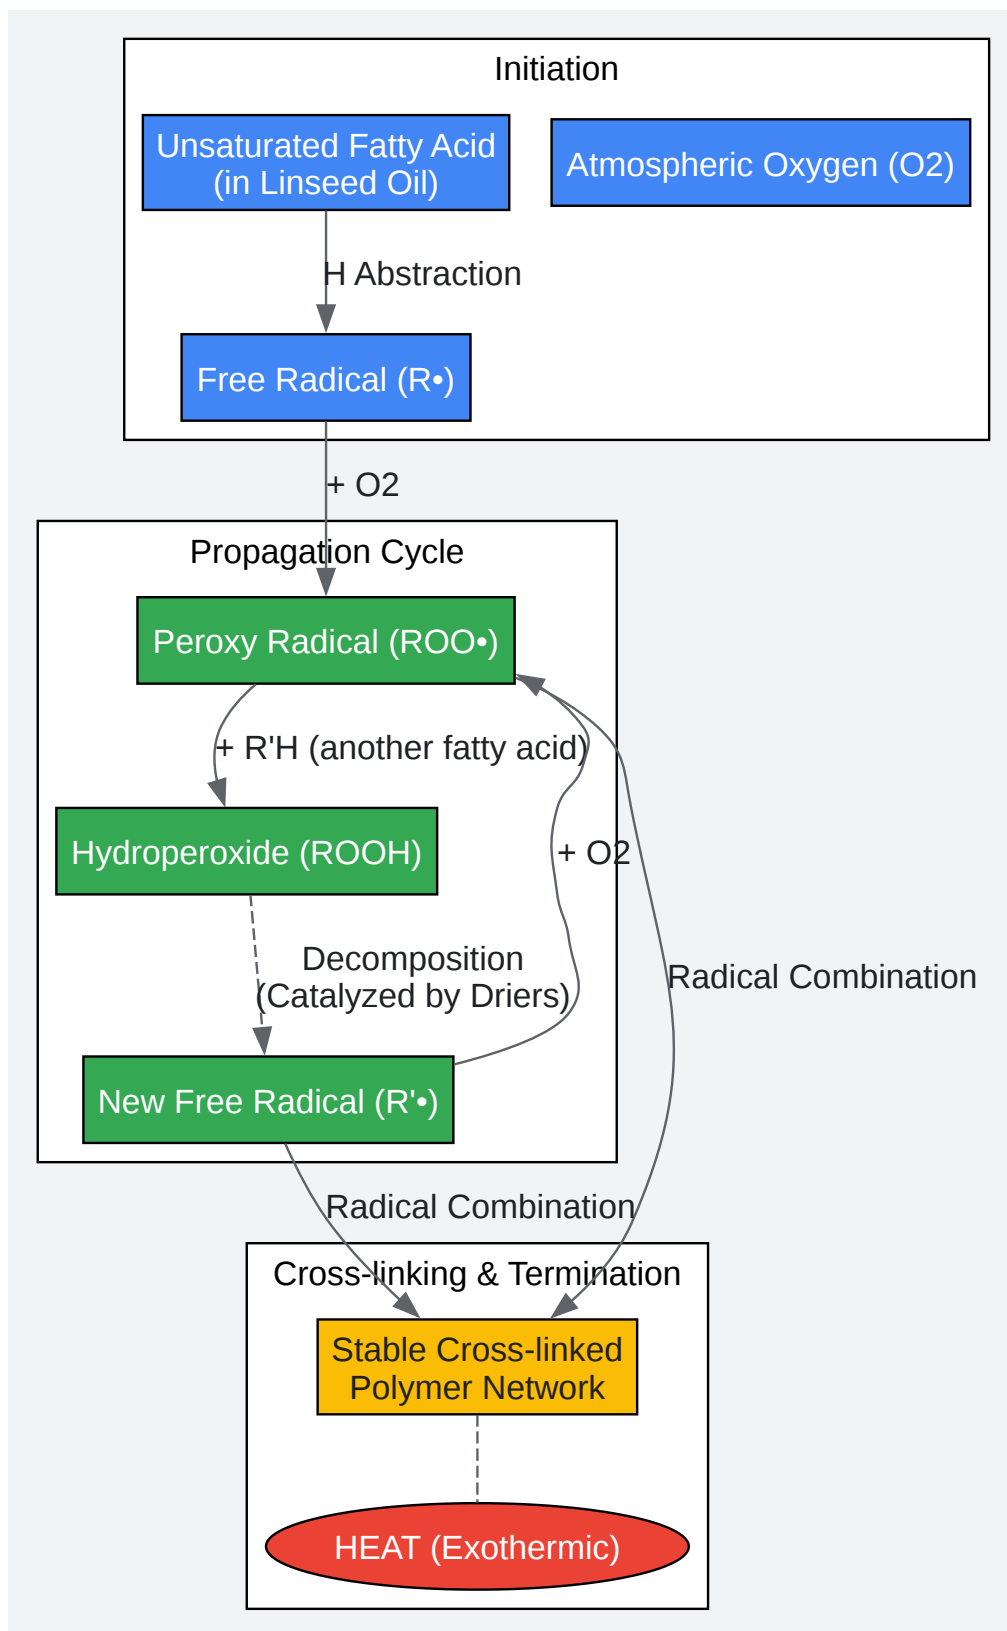 Initiation
Unsaturated Fatty Acid
(in Linseed Oil)
Atmospheric Oxygen (O2)
H Abstraction
Free Radical (R•)
+ O2
Propagation Cycle
Peroxy Radical (ROO•)
+ R'H (another fatty acid)
Hydroperoxide (ROOH)
+ O2
Decomposition
(Catalyzed by Driers)
Radical Combination
New Free Radical (R'•)
Radical Combination
Cross-linking & Termination
Stable Cross-linked
Polymer Network
HEAT (Exothermic)